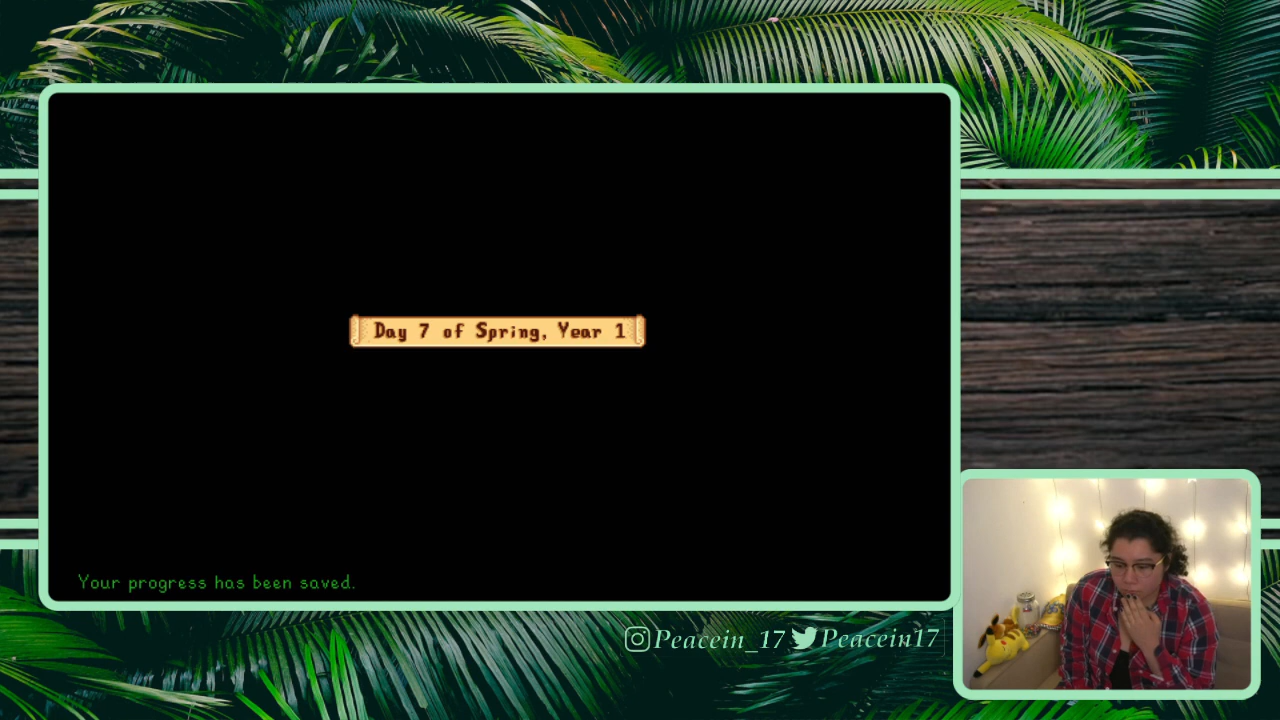 Day 7 of Spring, Year 1
Your progress has been saved.
Peacein_17 Peacein17